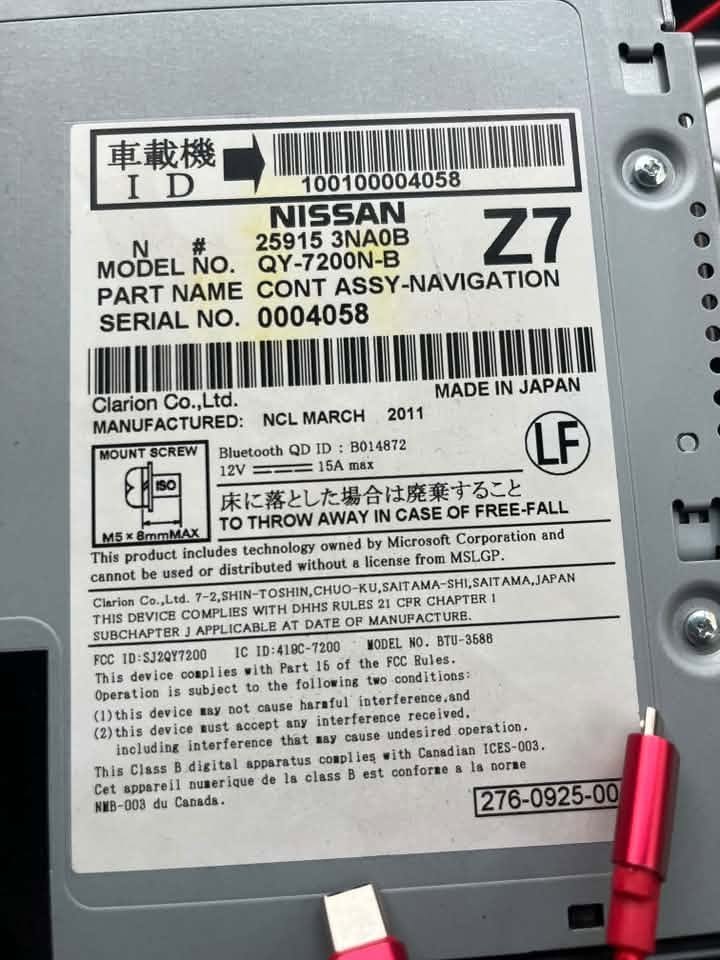 車載機
I D
100100004058
NISSAN
Z7
N # 25915 3NA0B
MODEL NO. QY-7200N-B
PART NAME CONT ASSY-NAVIGATION
SERIAL NO. 0004058
Clarion Co.,Ltd.
MADE IN JAPAN
MANUFACTURED: NCL MARCH 2011
MOUNT SCREW
ISO
M5×8mmMAX
Bluetooth QD ID : B014872
12V 15A max
LF
床に落とした場合は廃棄すること
TO THROW AWAY IN CASE OF FREE-FALL
This product includes technology owned by Microsoft Corporation and
cannot be used or distributed without a license from MSLGP.
Clarion Co.,Ltd. 7-2,SHIN-TOSHIN,CHUO-KU,SAITAMA-SHI,SAITAMA,JAPAN
THIS DEVICE COMPLIES WITH DHHS RULES 21 CFR CHAPTER I
SUBCHAPTER J APPLICABLE AT DATE OF MANUFACTURE.
FCC ID:SJ2QY7200 IC ID:419C-7200 MODEL NO. BTU-3586
This device complies with Part 15 of the FCC Rules.
Operation is subject to the following two conditions:
(1)this device may not cause harmful interference,and
(2)this device must accept any interference received,
including interference that may cause undesired operation.
This Class B digital apparatus complies with Canadian ICES-003.
Cet appareil numerique de la class B est conforme a la norme
NMB-003 du Canada.
276-0925-00